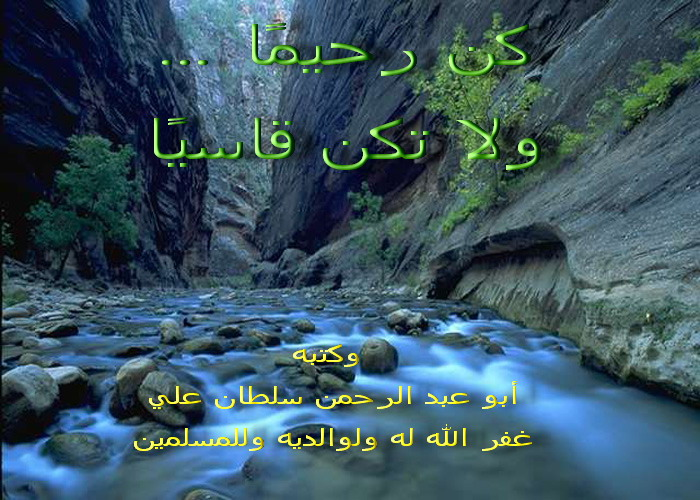 كن رحيمًا ...
ولا تكن قاسيًا
وكتبه
أبو عبد الرحمن سلطان علي
غفر الله له ولوالديه وللمسلمين